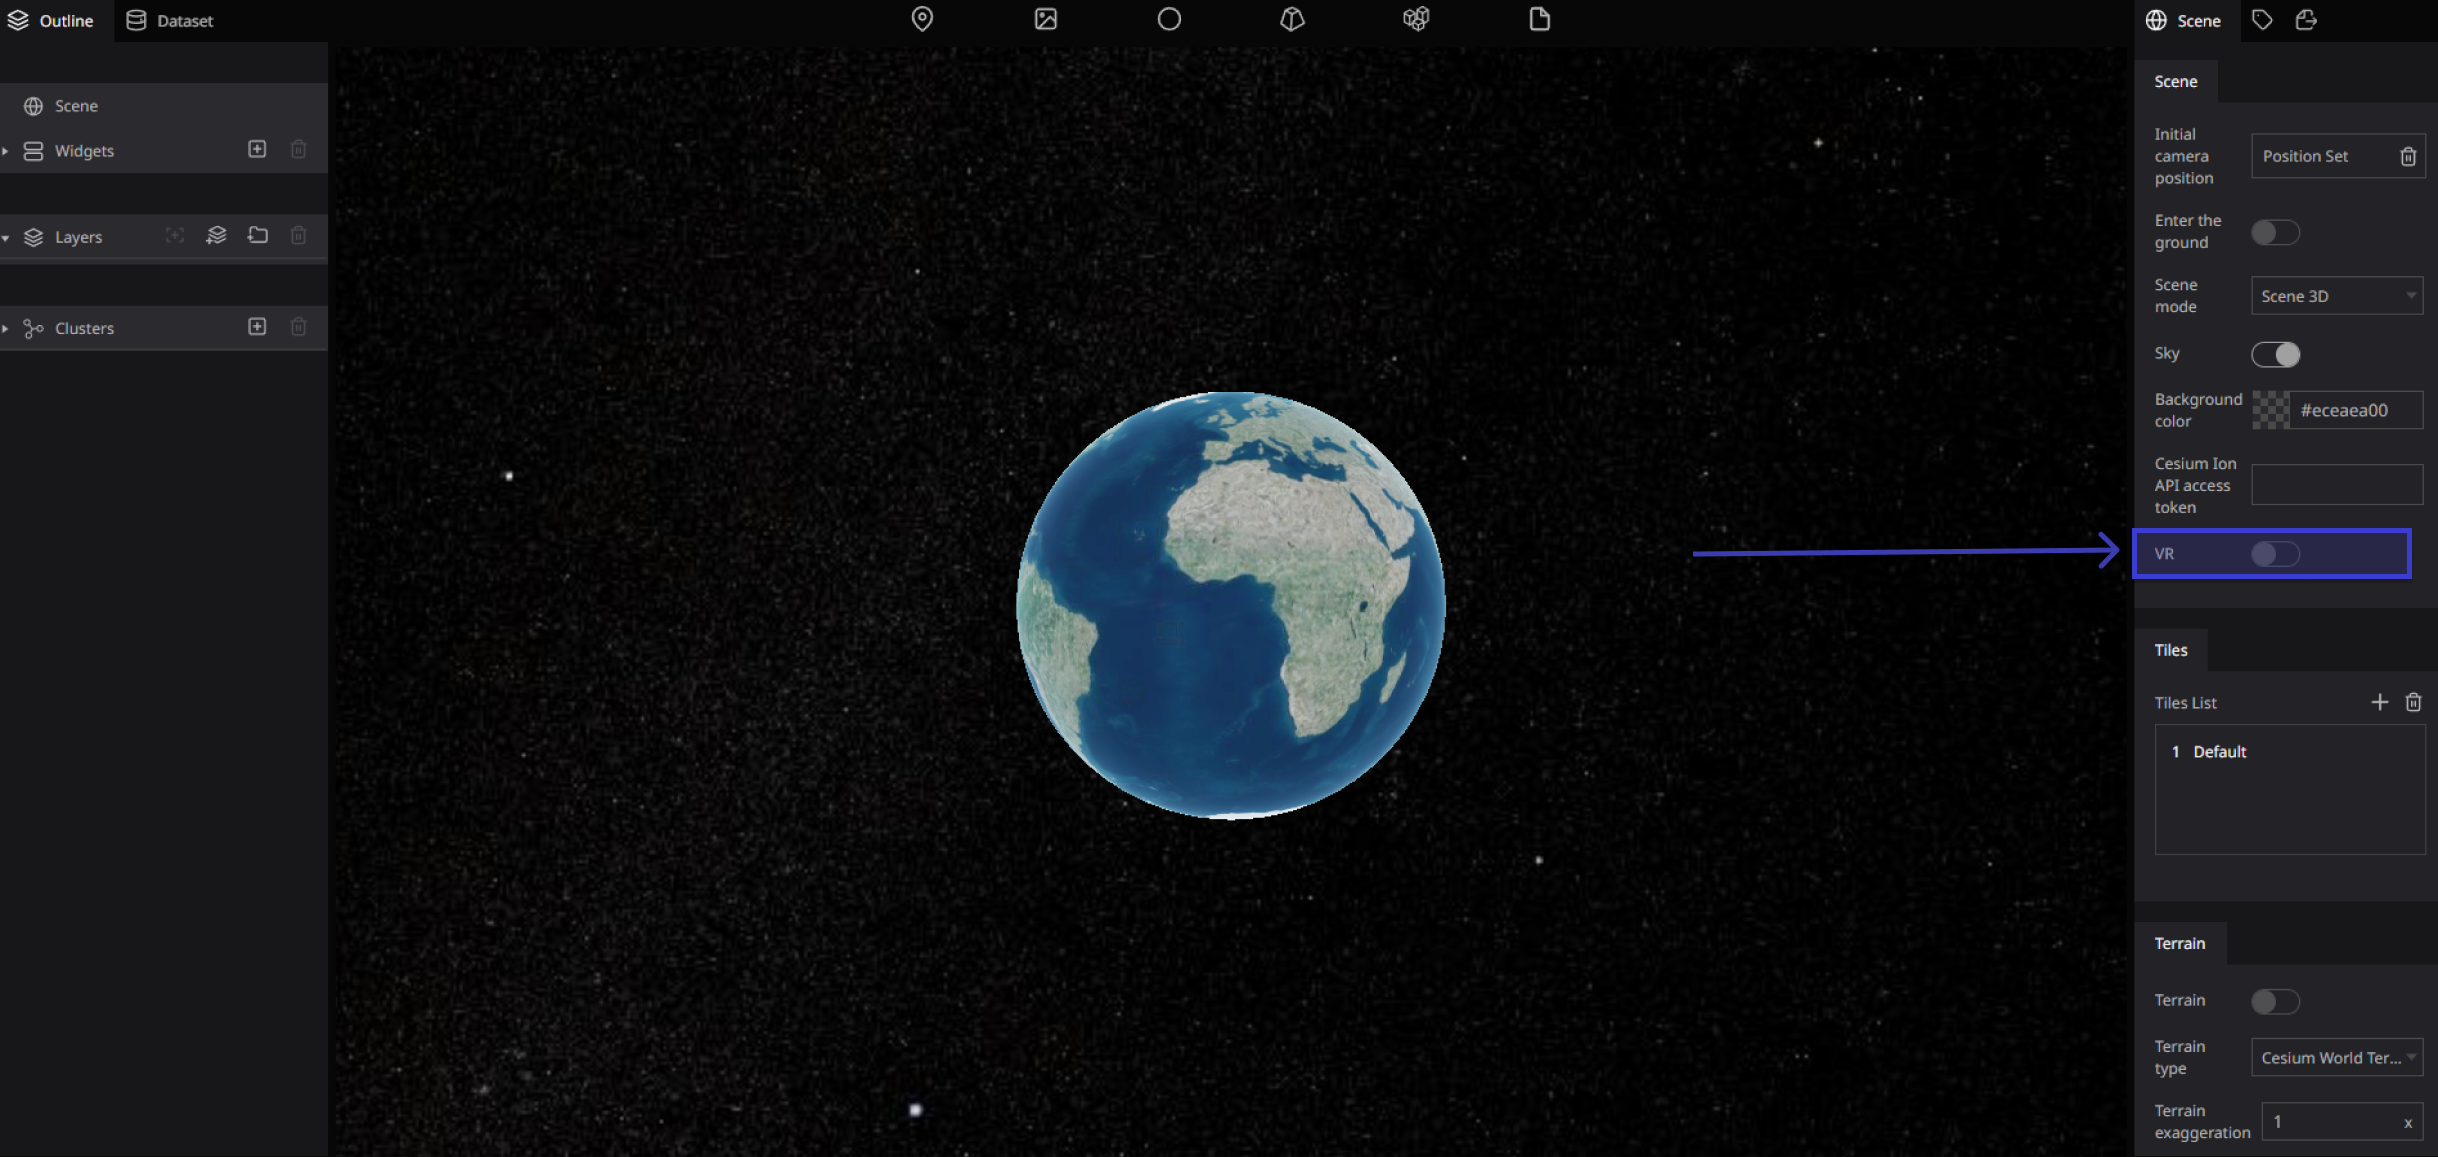 Outline
Dataset
Scene
Scene
Widgets
Layers
Clusters
Scene
Initial
camera
position
Position Set
Enter the
ground
Scene
mode
Scene 3D
Sky
Background
color
#eceaea00
Cesium Ion
API access
token
VR
Tiles
Tiles List
1 Default
Terrain
Terrain
Terrain
type
Cesium World Ter...
Terrain
exaggeration
1
x